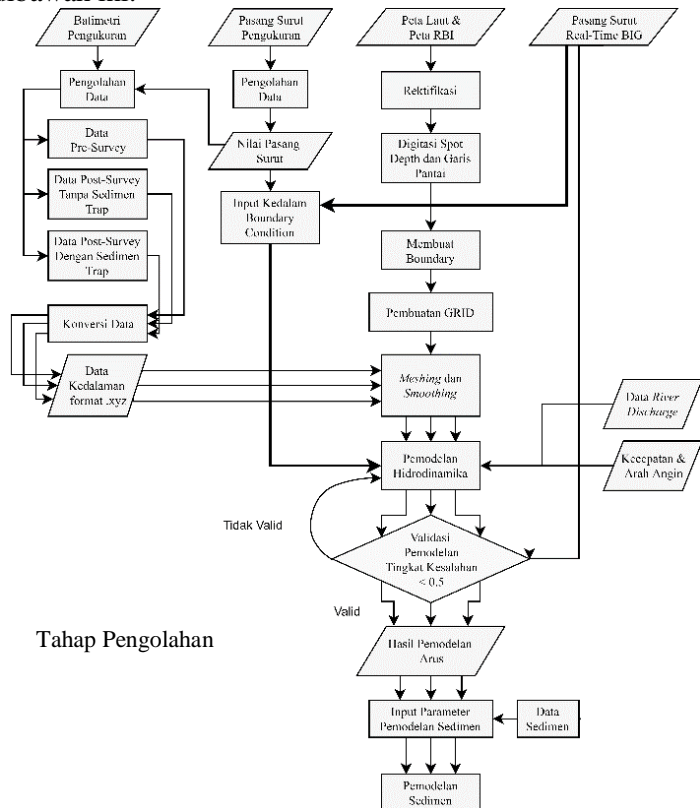 dibawah ini.
Batimetri
Pengukuran
Pasang Surut
Pengukuran
Peta Laut &
Peta RBI
Pasang Surut
Real-Time BIG
Pengolahan
Data
Pengolahan
Data
Rektifikasi
Data
Pre-Survey
Nilai Pasang
Surut
Digitasi Spot
Depth dan Garis
Pantai
Data Post-Survey
Tanpa Sedimen
Trap
Input Kedalam
Boundary
Condition
Data Post-Survey
Dengan Sedimen
Trap
Membuat
Boundary
Konversi Data
Pembuatan GRID
Data
Kedalaman
format .xyz
Meshing dan
Smoothing
Data River
Discharge
Pemodelan
Hidrodinamika
Kecepatan &
Arah Angin
Tidak Valid
Validasi
Pemodelan
Tingkat Kesalahan
< 0.5
Valid
Tahap Pengolahan
Hasil Pemodelan
Arus
Input Parameter
Pemodelan Sedimen
Data
Sedimen
Pemodelan
Sedimen